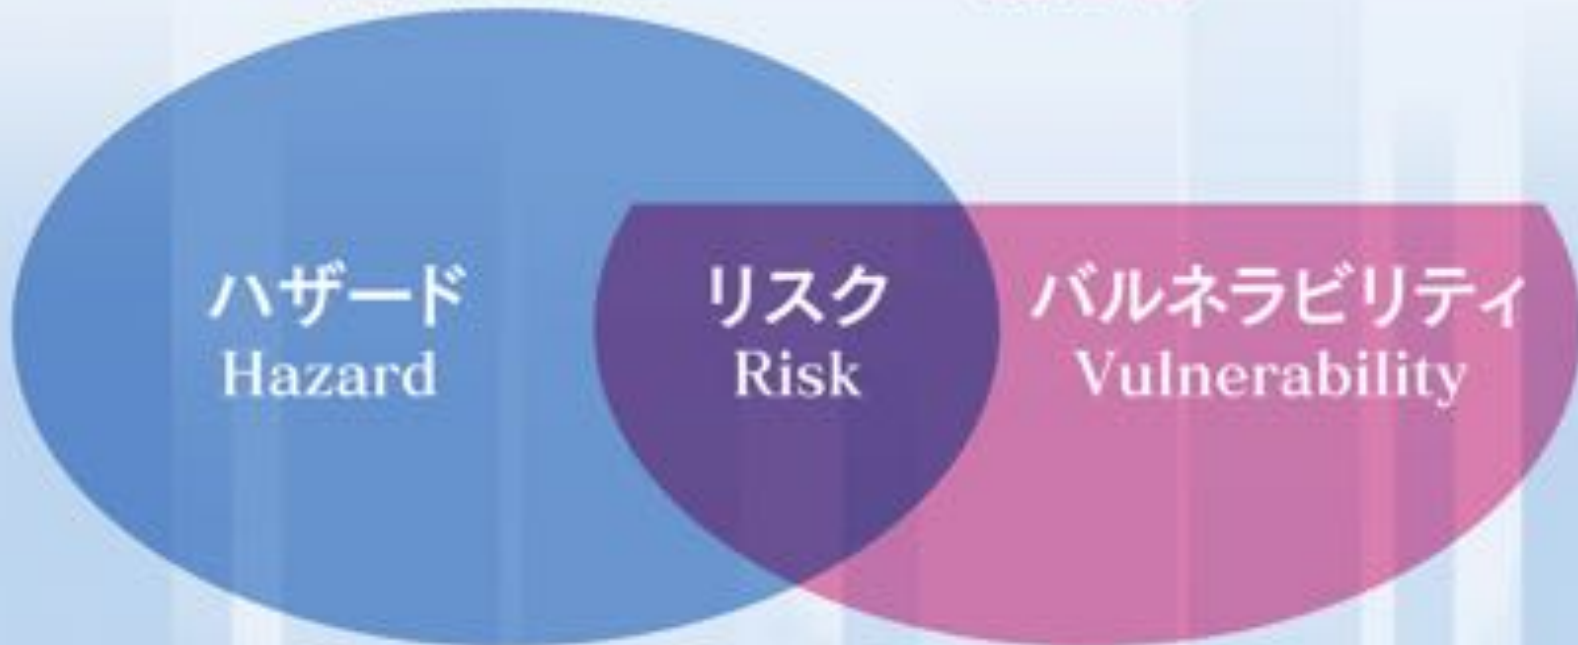 ハザード
Hazard
リスク
Risk
バルネラビリティ
Vulnerability